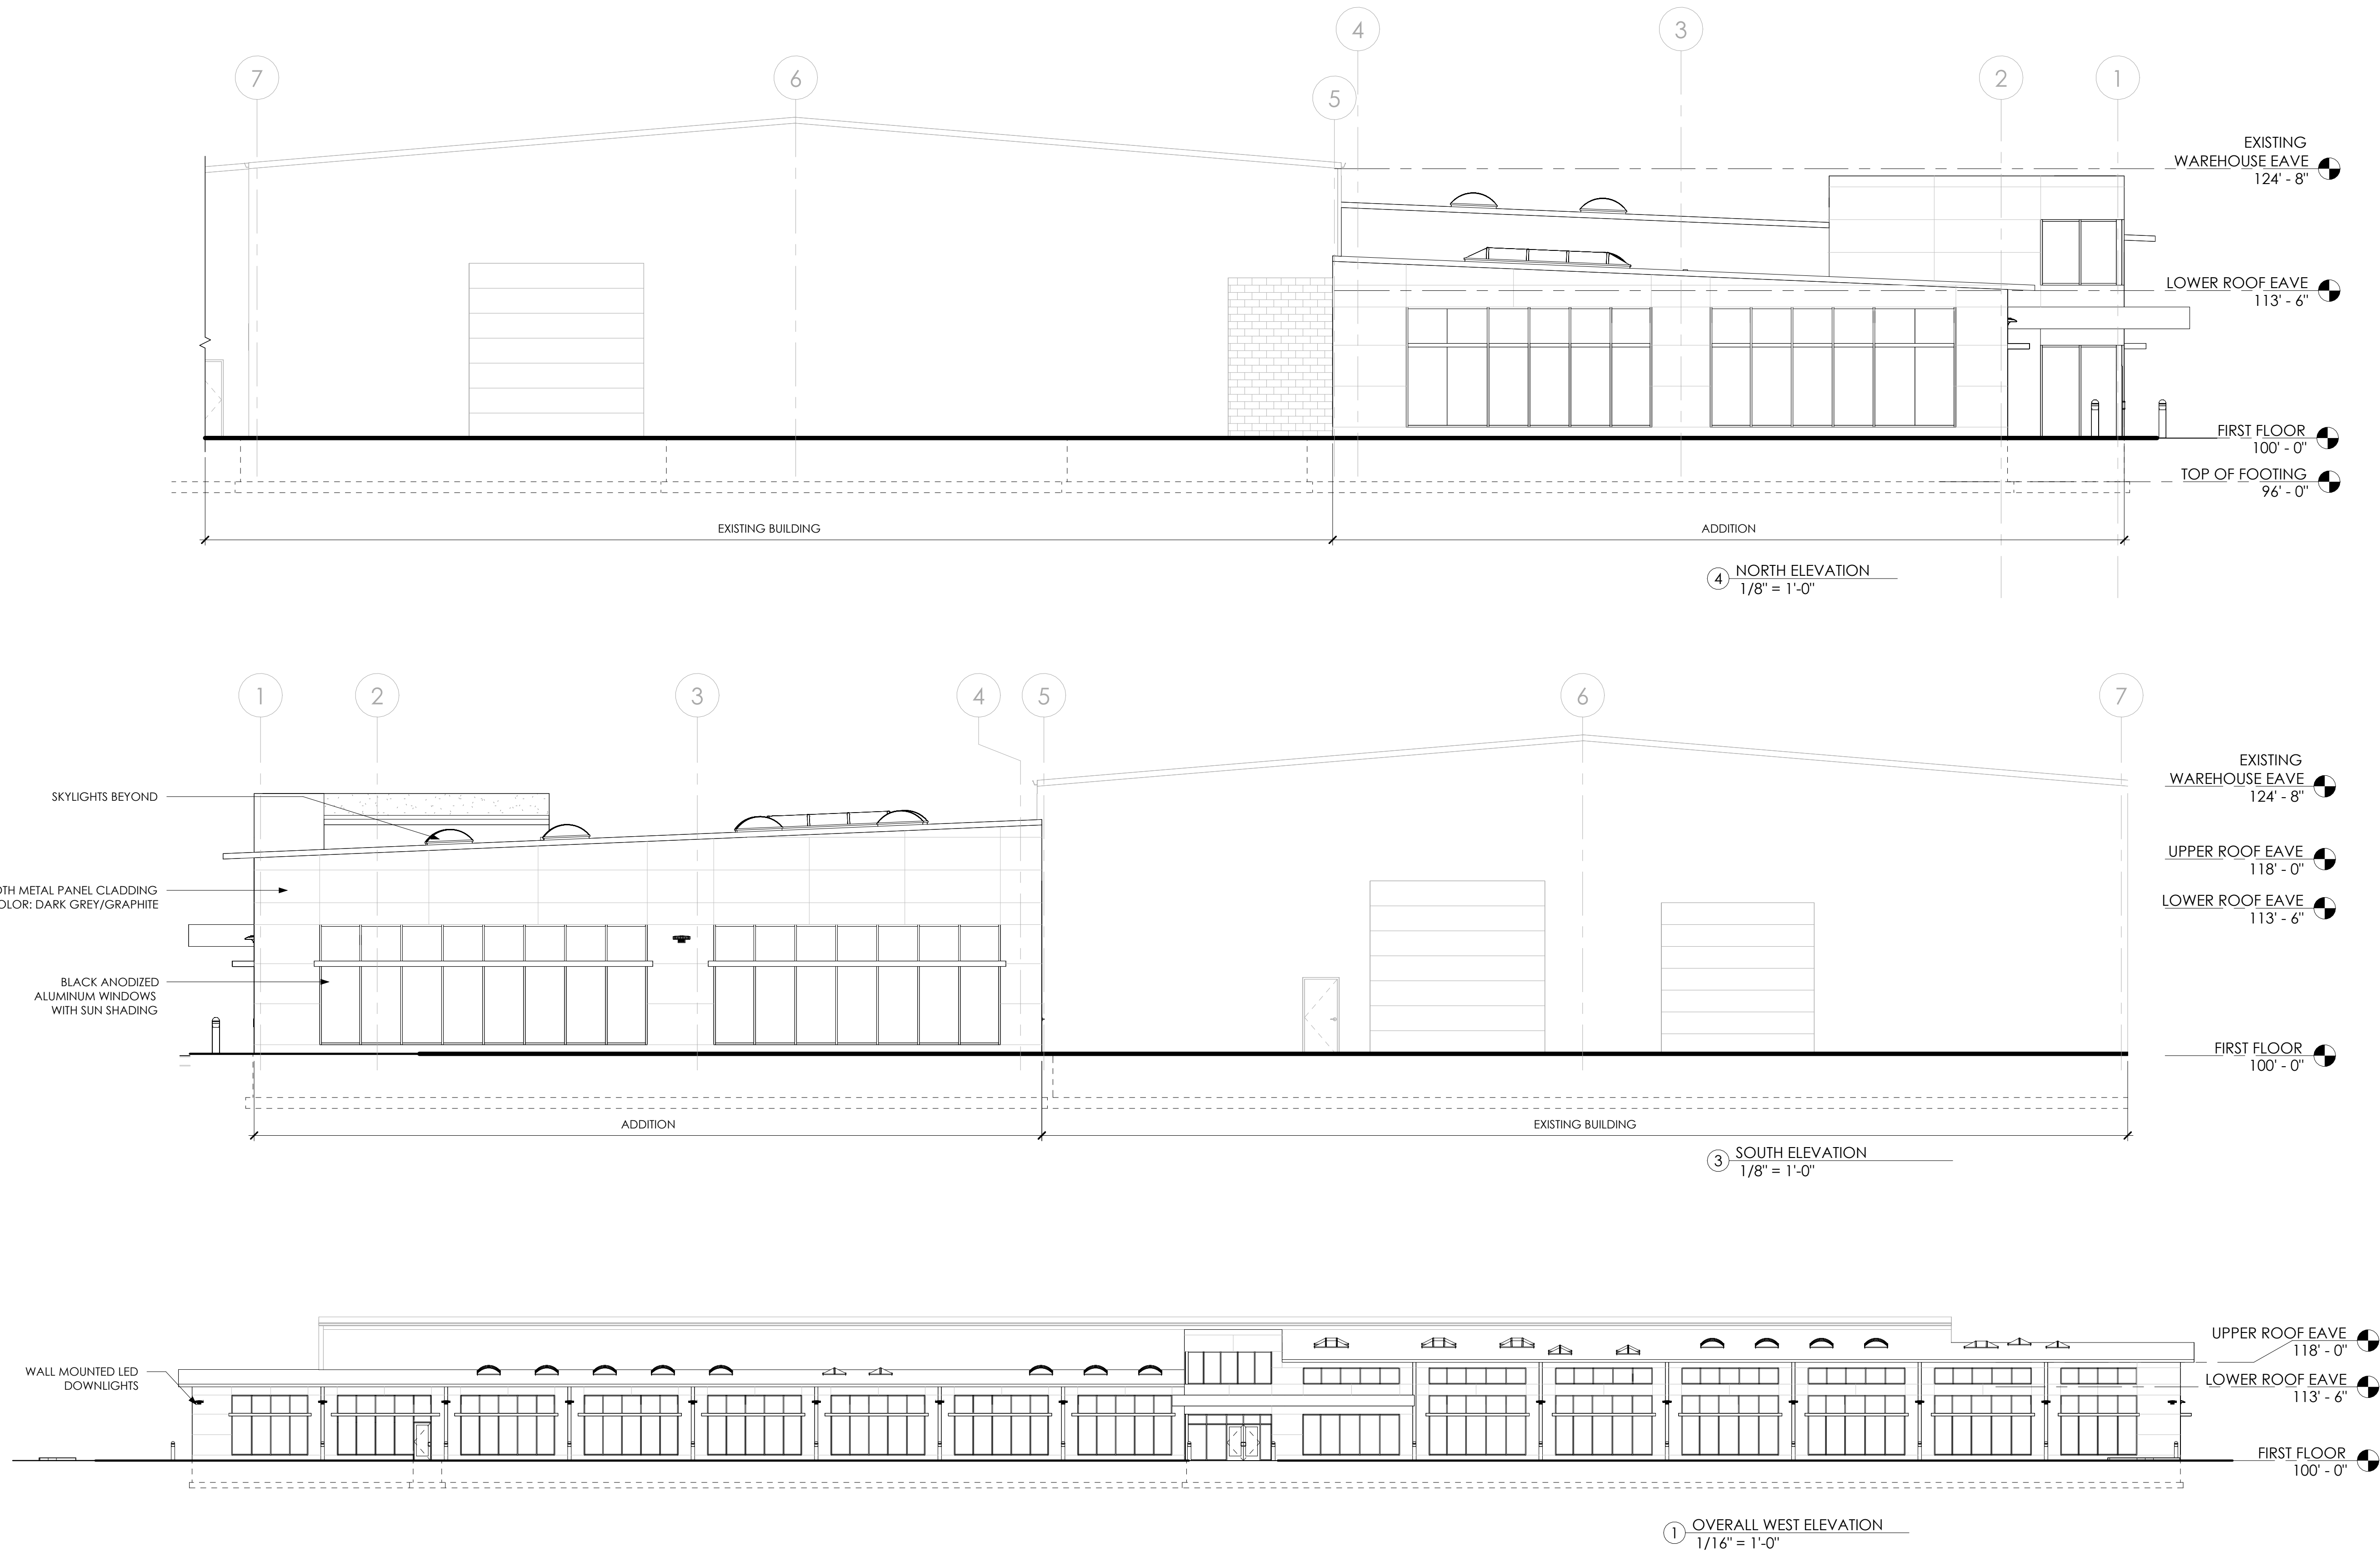 4
3
7
6
5
2
1
EXISTING
WAREHOUSE EAVE
124' - 8"
LOWER ROOF EAVE
113' - 6"
FIRST FLOOR
100' - 0"
TOP OF FOOTING
96' - 0"
EXISTING BUILDING
ADDITION
4
NORTH ELEVATION
1/8" = 1'-0"
1
2
3
4
5
6
7
SKYLIGHTS BEYOND
METAL PANEL CLADDING
DARK GREY/GRAPHITE
BLACK ANODIZED
ALUMINUM WINDOWS
WITH SUN SHADING
EXISTING
WAREHOUSE EAVE
124' - 8"
UPPER ROOF EAVE
118' - 0"
LOWER ROOF EAVE
113' - 6"
FIRST FLOOR
100' - 0"
ADDITION
EXISTING BUILDING
3
SOUTH ELEVATION
1/8" = 1'-0"
WALL MOUNTED LED
DOWNLIGHTS
UPPER ROOF EAVE
118' - 0"
LOWER ROOF EAVE
113' - 6"
FIRST FLOOR
100' - 0"
1
OVERALL WEST ELEVATION
1/16" = 1'-0"